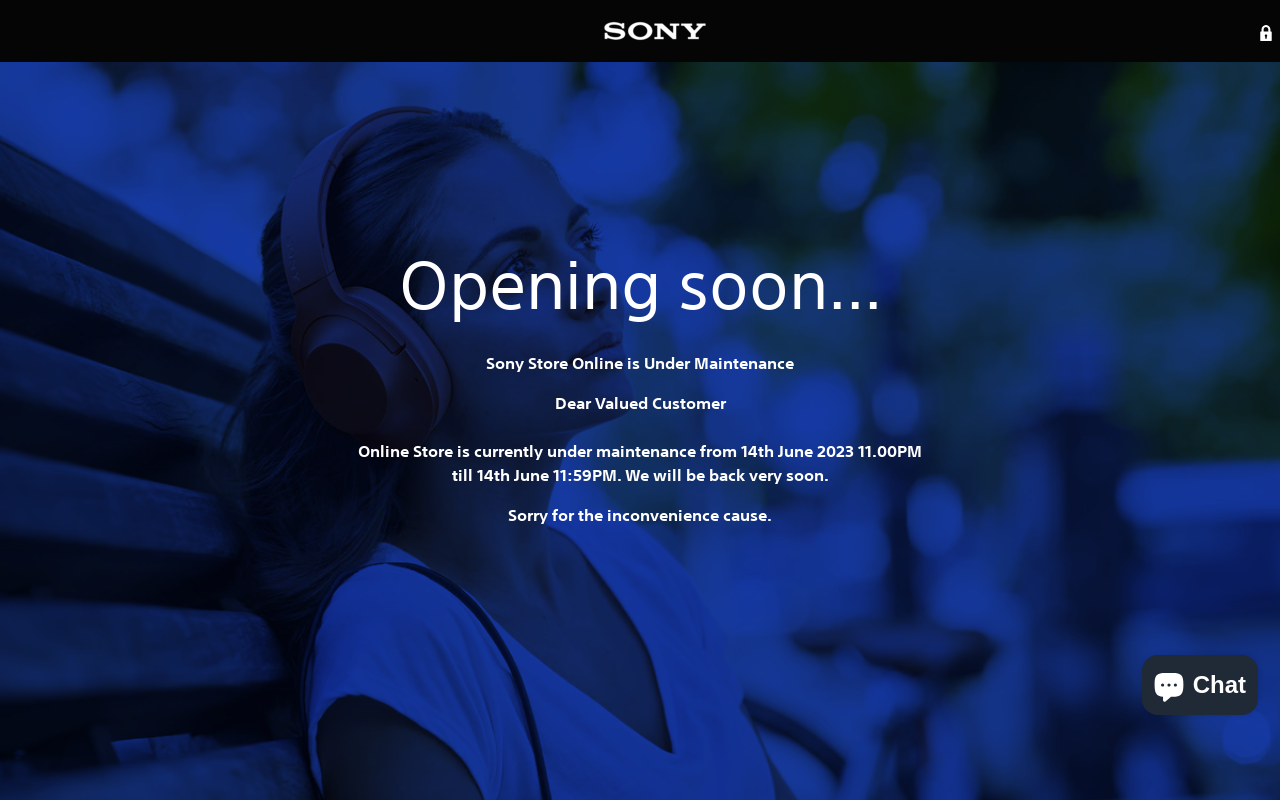 SONY
Opening soon...
Sony Store Online is Under Maintenance
Dear Valued Customer
Online Store is currently under maintenance from 14th June 2023 11.00PM
till 14th June 11:59PM. We will be back very soon.
Sorry for the inconvenience cause.
Chat